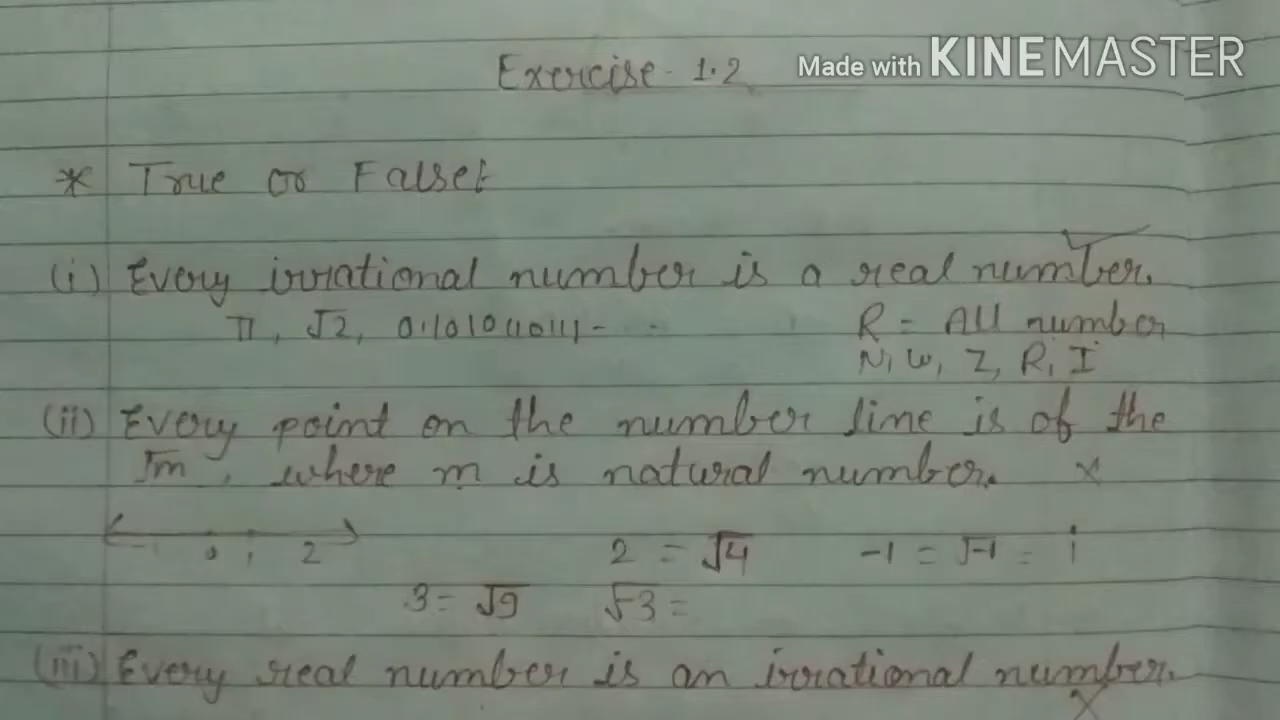 Exercise - 1.2
Made with KINEMASTER
* True or False:
(i) Every irrational number is a real number. ✓
π, √2, 0.1010110111- - -
R = All number
N, W, Z, R, I
(ii) Every point on the number line is of the
√m, where m is natural number. ×
-1 0 1 2
2 = √4 -1 = √-1 = i
3 = √9 √-3 =
(iii) Every real number is an irrational number. ×